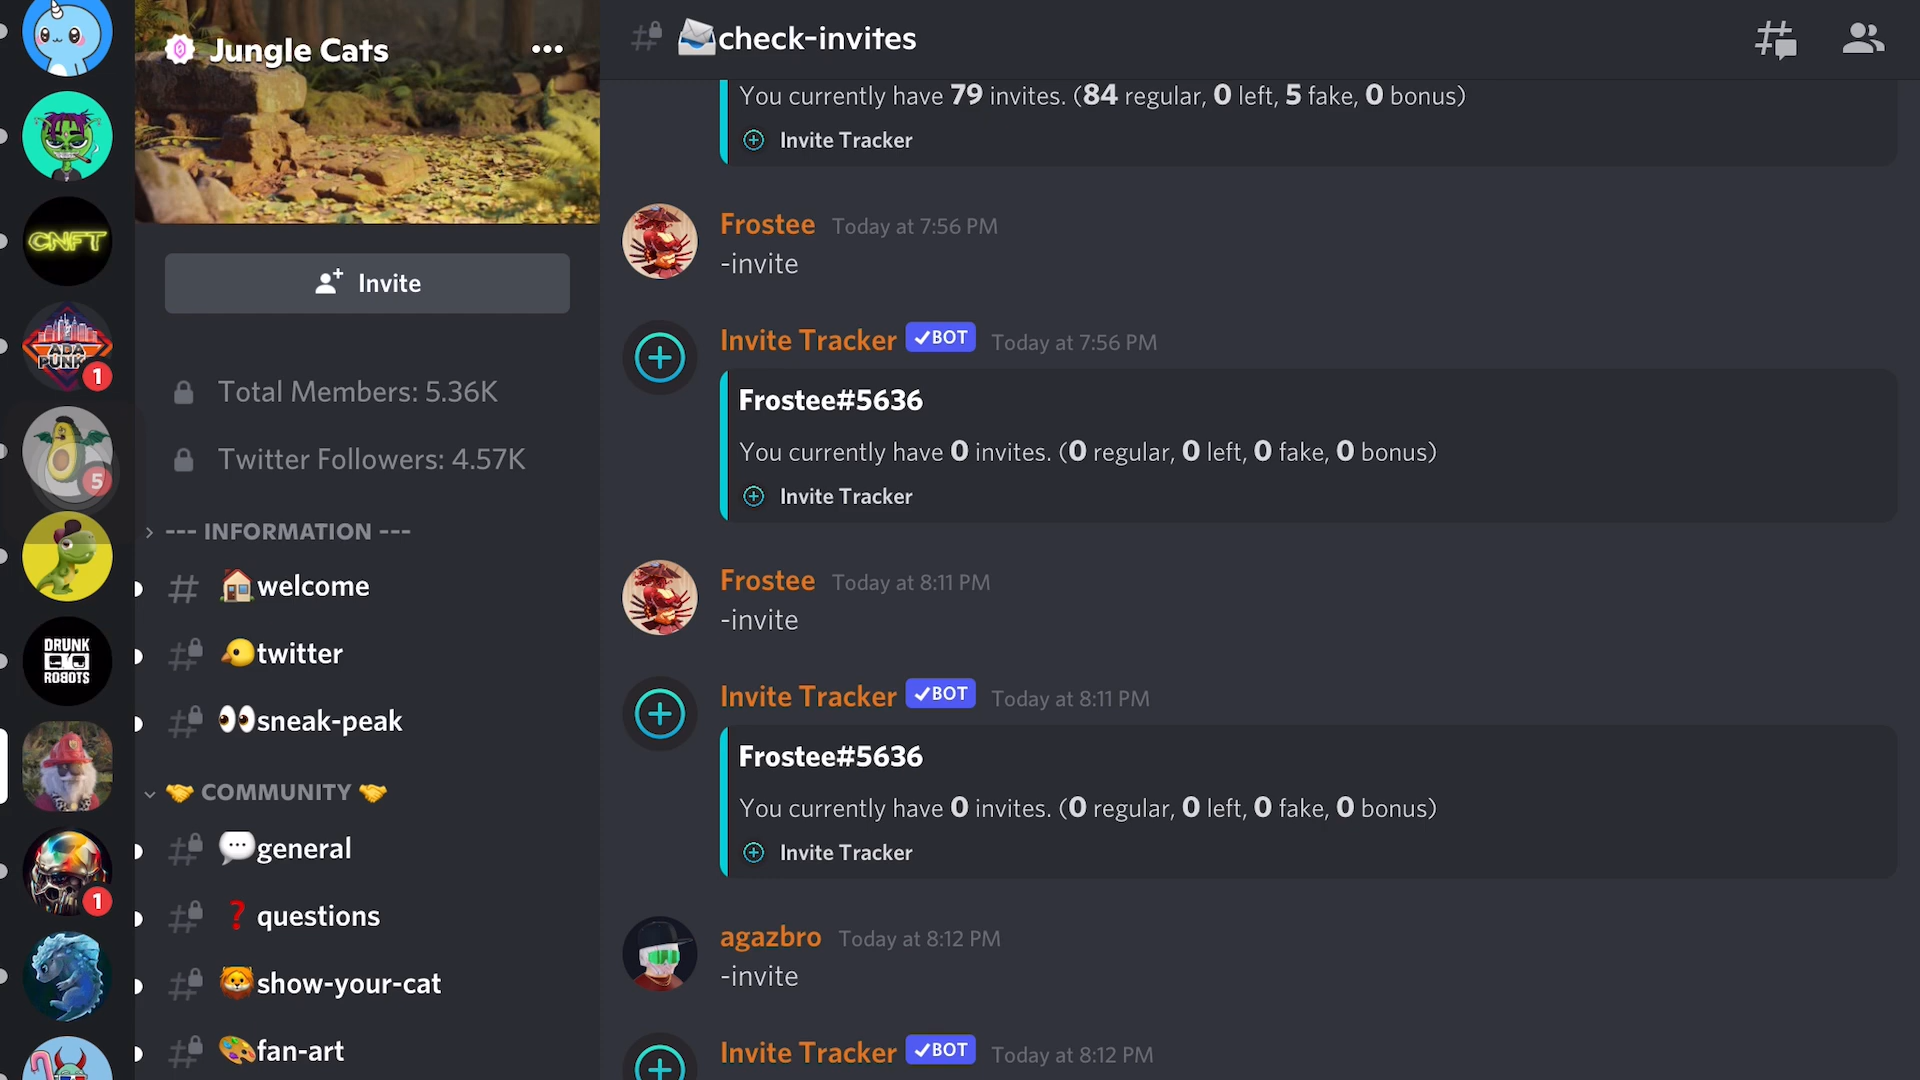 CNFT
ADA
PUNK
1
5
DRUNK
ROBOTS
1
Jungle Cats
Invite
Total Members: 5.36K
Twitter Followers: 4.57K
--- INFORMATION ---
# welcome
twitter
sneak-peak
COMMUNITY
general
❓ questions
show-your-cat
fan-art
check-invites
You currently have 79 invites. (84 regular, 0 left, 5 fake, 0 bonus)
Invite Tracker
Frostee Today at 7:56 PM
-invite
Invite Tracker ✓BOT Today at 7:56 PM
Frostee#5636
You currently have 0 invites. (0 regular, 0 left, 0 fake, 0 bonus)
Invite Tracker
Frostee Today at 8:11 PM
-invite
Invite Tracker ✓BOT Today at 8:11 PM
Frostee#5636
You currently have 0 invites. (0 regular, 0 left, 0 fake, 0 bonus)
Invite Tracker
agazbro Today at 8:12 PM
-invite
Invite Tracker ✓BOT Today at 8:12 PM